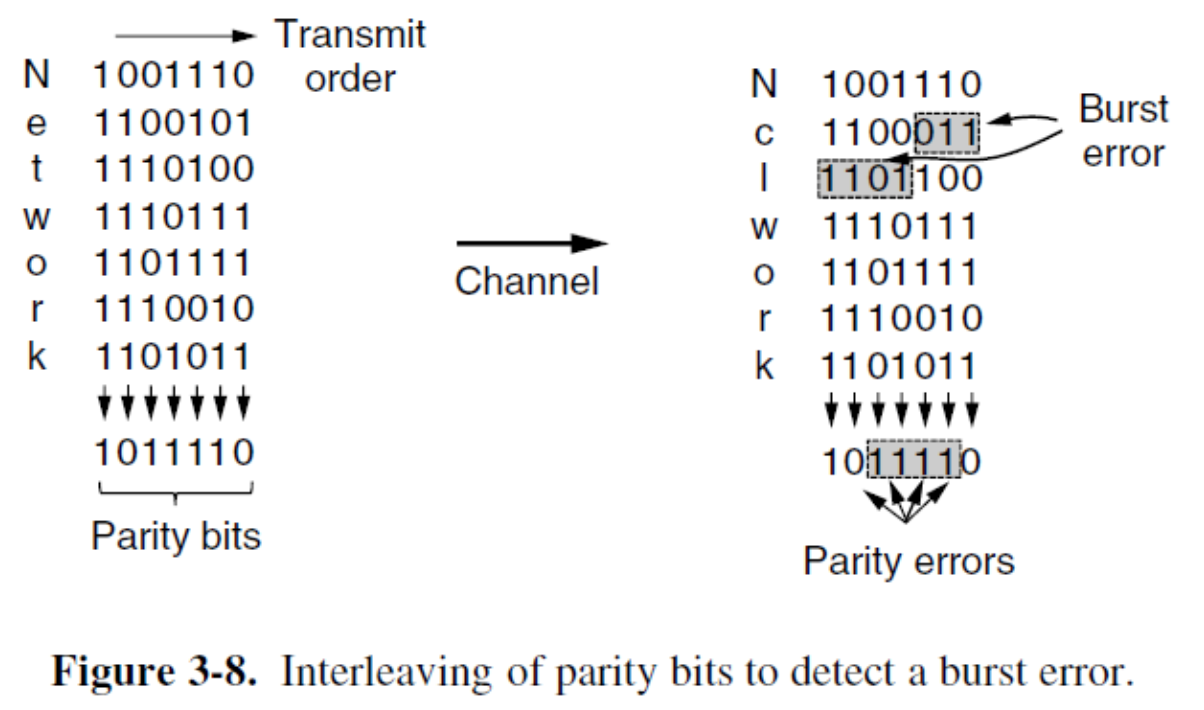 Transmit
order
N 1001110
e 1100101
t 1110100
w 1110111
o 1101111
r 1110010
k 1101011
1011110
Parity bits
Channel
N 1001110
c 1100011
l 1101100
w 1110111
o 1101111
r 1110010
k 1101011
1011110
Burst
error
Parity errors
Figure 3-8. Interleaving of parity bits to detect a burst error.